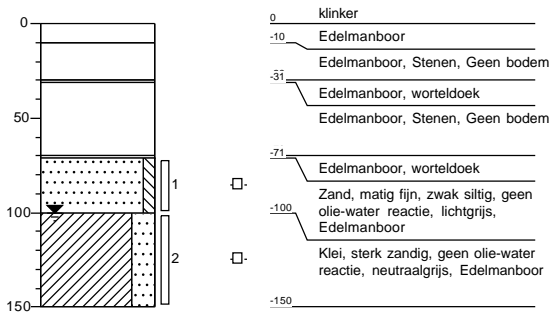 0
50
100
150
1
2
0
klinker
-10
Edelmanboor
Edelmanboor, Stenen, Geen bodem
-31
Edelmanboor, worteldoek
Edelmanboor, Stenen, Geen bodem
-71
Edelmanboor, worteldoek
Zand, matig fijn, zwak siltig, geen
olie-water reactie, lichtgrijs,
Edelmanboor
-100
Klei, sterk zandig, geen olie-water
reactie, neutraalgrijs, Edelmanboor
-150